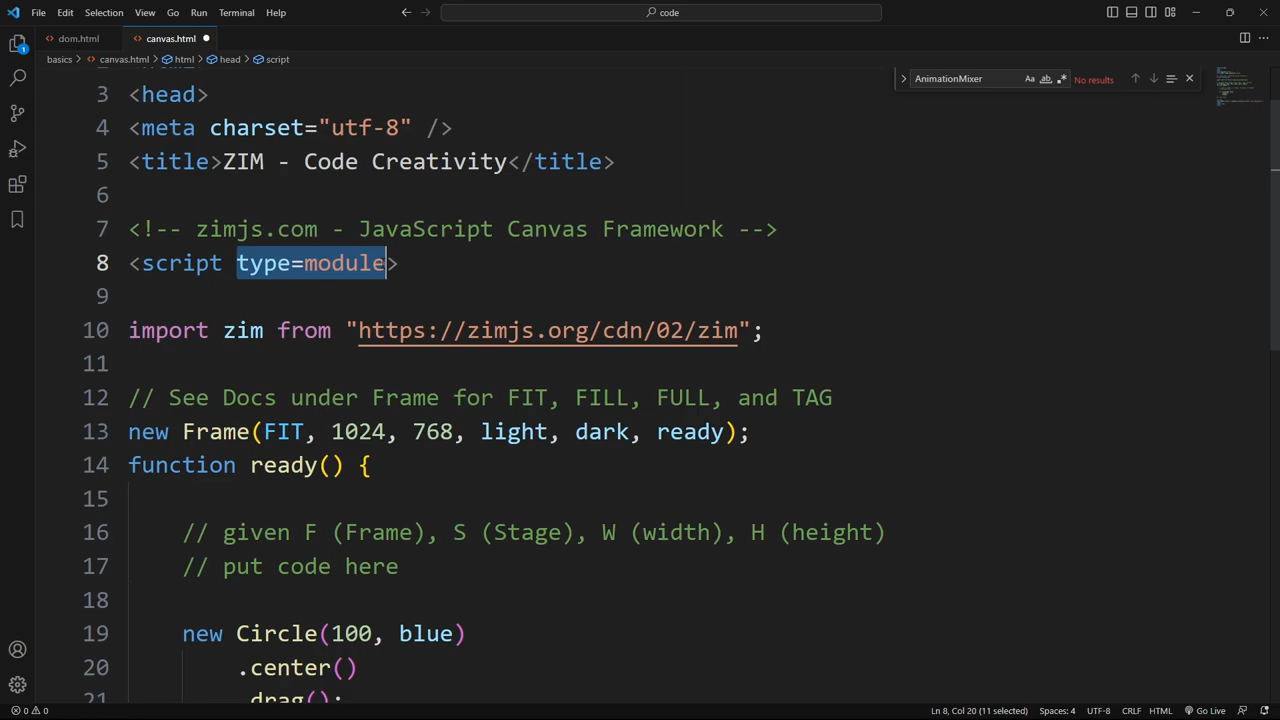 File Edit Selection View Go Run Terminal Help
code
dom.html
canvas.html
basics > canvas.html > html > head > script
AnimationMixer
Aa
ab
No results
1
3 <head>
4 <meta charset="utf-8" />
5 <title>ZIM - Code Creativity</title>
6
7 <!-- zimjs.com - JavaScript Canvas Framework -->
8 <script type=module>
9
10 import zim from "https://zimjs.org/cdn/02/zim";
11
12 // See Docs under Frame for FIT, FILL, FULL, and TAG
13 new Frame(FIT, 1024, 768, light, dark, ready);
14 function ready() {
15
16 // given F (Frame), S (Stage), W (width), H (height)
17 // put code here
18
19 new Circle(100, blue)
20 .center()
21 .drag();
0 0
Ln 8, Col 20 (11 selected) Spaces: 4 UTF-8 CRLF HTML Go Live